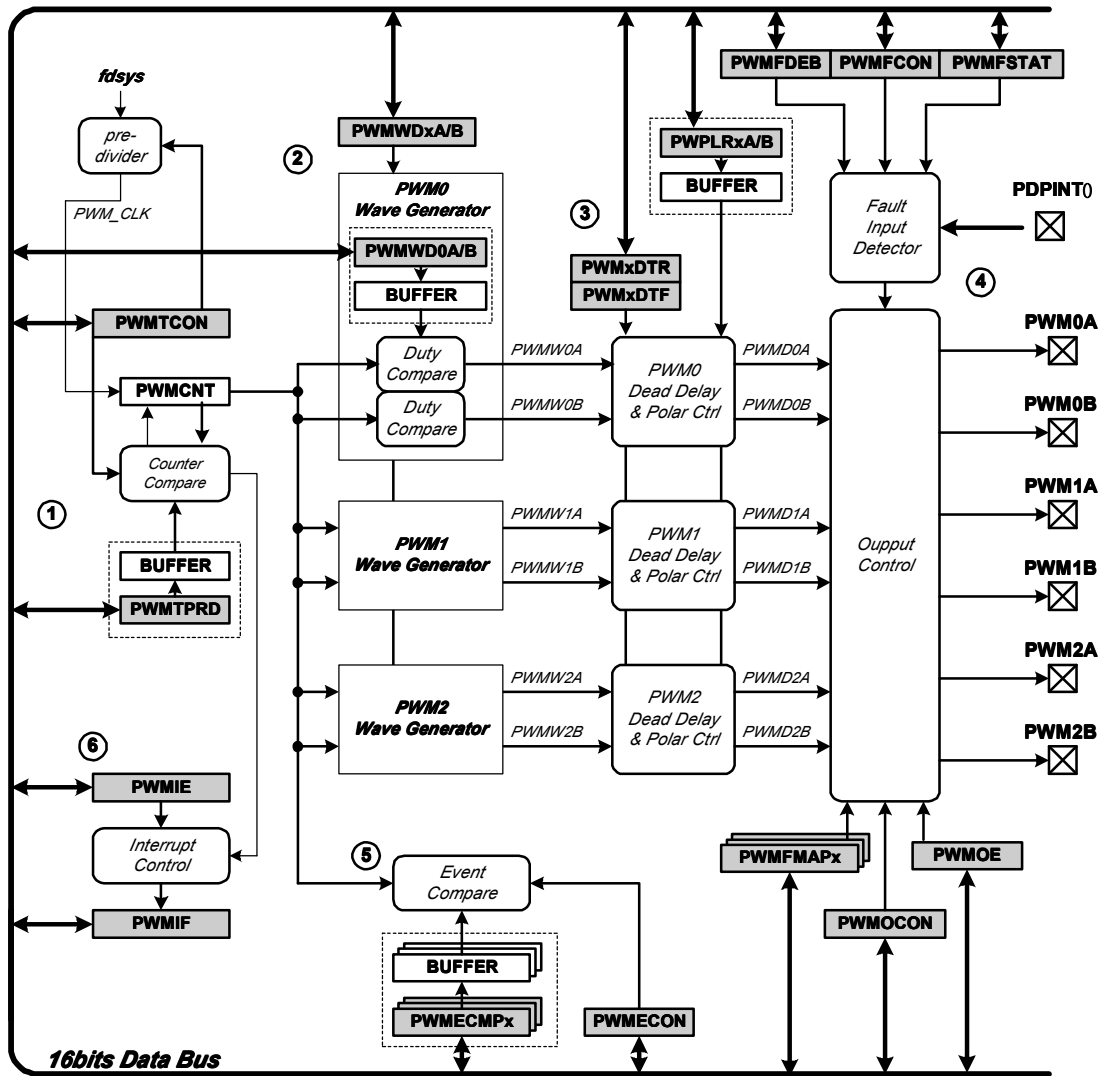 PWMFDEB PWMFCON PWMFSTAT
fdsys
pre-
divider
PWMWDxA/B
PWPLRxA/B
BUFFER
2
PWM0
Wave Generator
PWM_CLK
PWMWD0A/B
BUFFER
3
PWMxDTR
PWMxDTF
Fault
Input
Detector
PDPINT0
4
PWMTCON
PWMCNT
Duty
Compare
Duty
Compare
PWMW0A
PWMW0B
PWM0
Dead Delay
& Polar Ctrl
PWMD0A
PWMD0B
PWM0A
PWM0B
Counter
Compare
1
BUFFER
PWMTPRD
PWM1
Wave Generator
PWMW1A
PWMW1B
PWM1
Dead Delay
& Polar Ctrl
PWMD1A
PWMD1B
Oupput
Control
PWM1A
PWM1B
PWM2
Wave Generator
PWMW2A
PWMW2B
PWM2
Dead Delay
& Polar Ctrl
PWMD2A
PWMD2B
PWM2A
PWM2B
6
PWMIE
Interrupt
Control
PWMIF
5
Event
Compare
BUFFER
PWMECMPx
PWMECON
PWMFMAPx
PWMOCON
PWMOE
16bits Data Bus